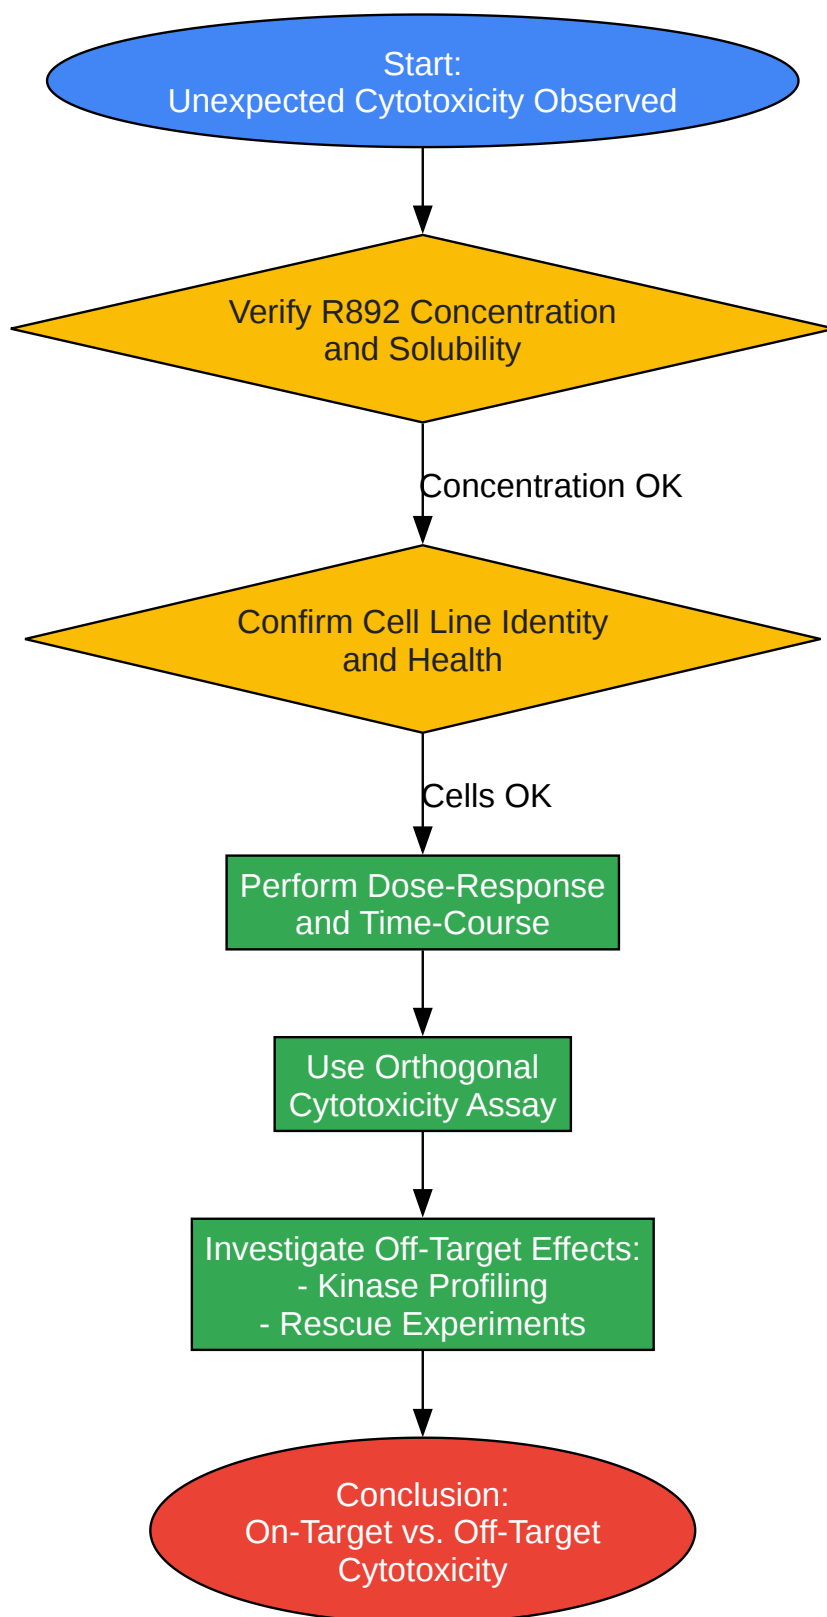 Start:
Unexpected Cytotoxicity Observed
Verify R892 Concentration
and Solubility
Concentration OK
Confirm Cell Line Identity
and Health
Cells OK
Perform Dose-Response
and Time-Course
Use Orthogonal
Cytotoxicity Assay
Investigate Off-Target Effects:
- Kinase Profiling
- Rescue Experiments
Conclusion:
On-Target vs. Off-Target
Cytotoxicity